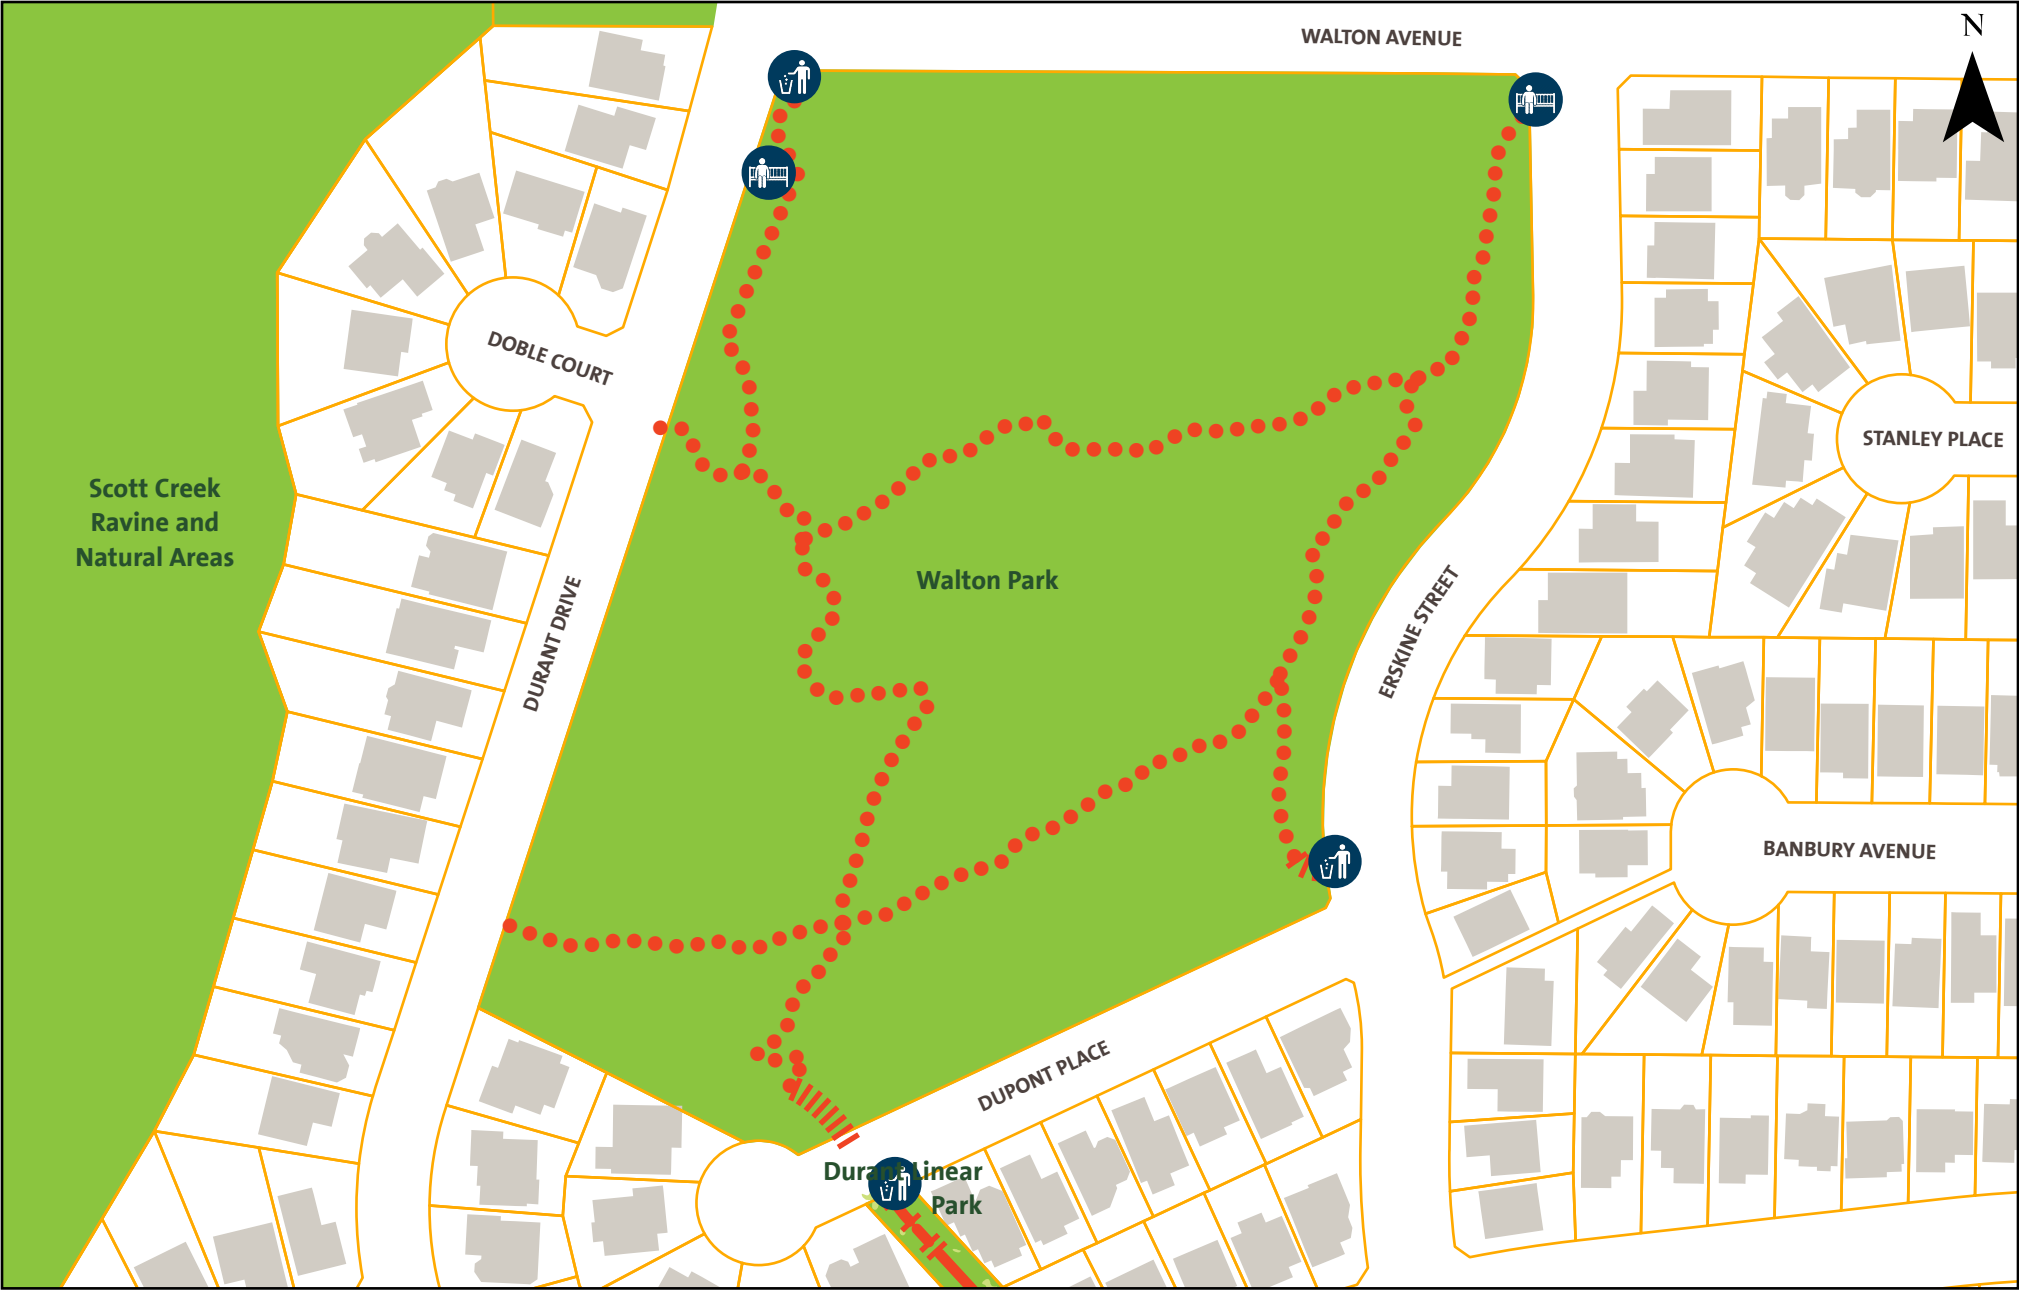 N
WALTON AVENUE
DOBLE COURT
STANLEY PLACE
Scott Creek
Ravine and
Natural Areas
Walton Park
DURANT DRIVE
ERSKINE STREET
BANBURY AVENUE
DUPONT PLACE
Durant Linear
Park